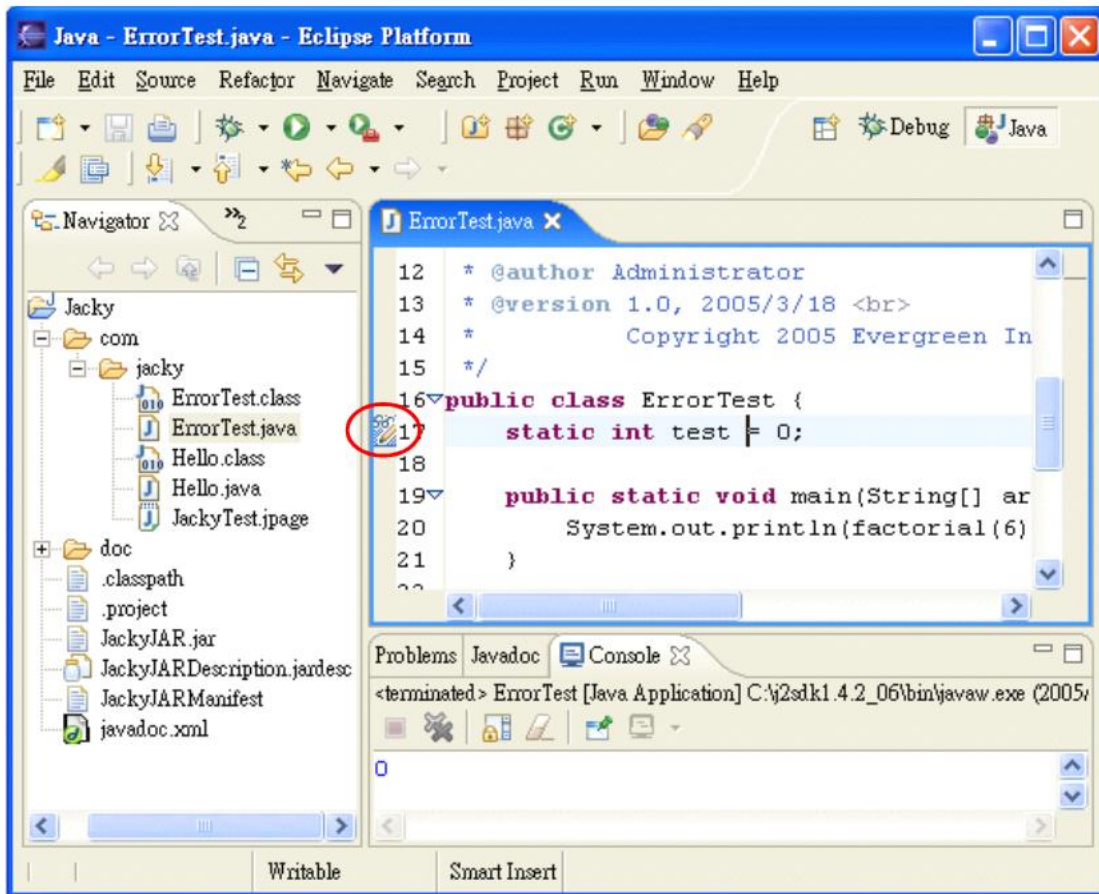 Java - ErrorTest.java - Eclipse Platform
File Edit Source Refactor Navigate Search Project Run Window Help
Debug Java
Navigator »2
ErrorTest.java
Jacky
com
jacky
ErrorTest.class
ErrorTest.java
Hello.class
Hello.java
JackyTest.jpage
doc
.classpath
.project
JackyJAR.jar
JackyJARDescription.jardesc
JackyJARManifest
javadoc.xml
12 * @author Administrator
13 * @version 1.0, 2005/3/18 <br>
14 * Copyright 2005 Evergreen In
15 */
16 public class ErrorTest {
17 static int test = 0;
18
19 public static void main(String[] ar
20 System.out.println(factorial(6)
21 }
Problems Javadoc Console
<terminated> ErrorTest [Java Application] C:\j2sdk1.4.2_06\bin\javaw.exe (2005/
0
Writable Smart Insert